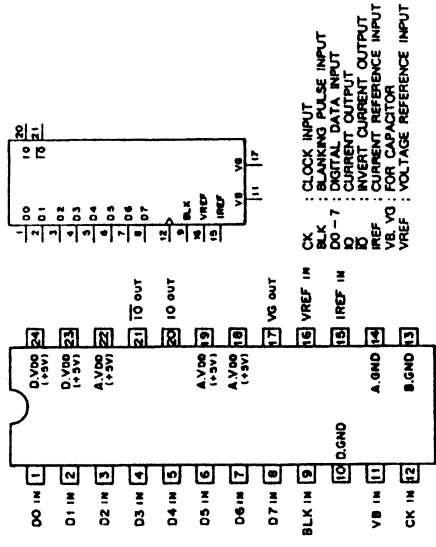 D0 IN 1
D1 IN 2
D2 IN 3
D3 IN 4
D4 IN 5
D5 IN 6
D6 IN 7
D7 IN 8
BLK IN 9
10 D.GND
VB IN 11
CK IN 12
24 D.VDD (+5V)
23 D.VDD (+5V)
22 A.VDD (+5V)
21 IO OUT
20 IO OUT
19 A.VDD (+5V)
18 A.VDD (+5V)
17 VG OUT
16 VREF IN
15 IREF IN
14 A.GND
13 B.GND
1 D0
2 D1
3 D2
4 D3
5 D4
6 D5
7 D6
8 D7
12
9 BLK
16 VREF
15 IREF
IO 20
IO 21
VB 11
VG 17
CK : CLOCK INPUT
BLK : BLANKING PULSE INPUT
D0 - 7 : DIGITAL DATA INPUT
IO : CURRENT OUTPUT
IO : INVERT CURRENT OUTPUT
IREF : CURRENT REFERENCE INPUT
VB, VG : FOR CAPACITOR
VREF : VOLTAGE REFERENCE INPUT